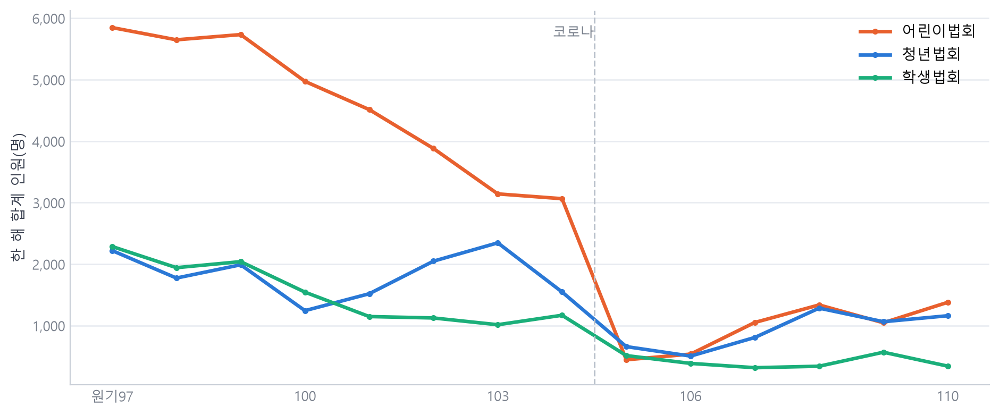 6,000
5,000
4,000
3,000
2,000
1,000
한 해 합계 인원(명)
코로나
어린이법회
청년법회
학생법회
원기97
100
103
106
110